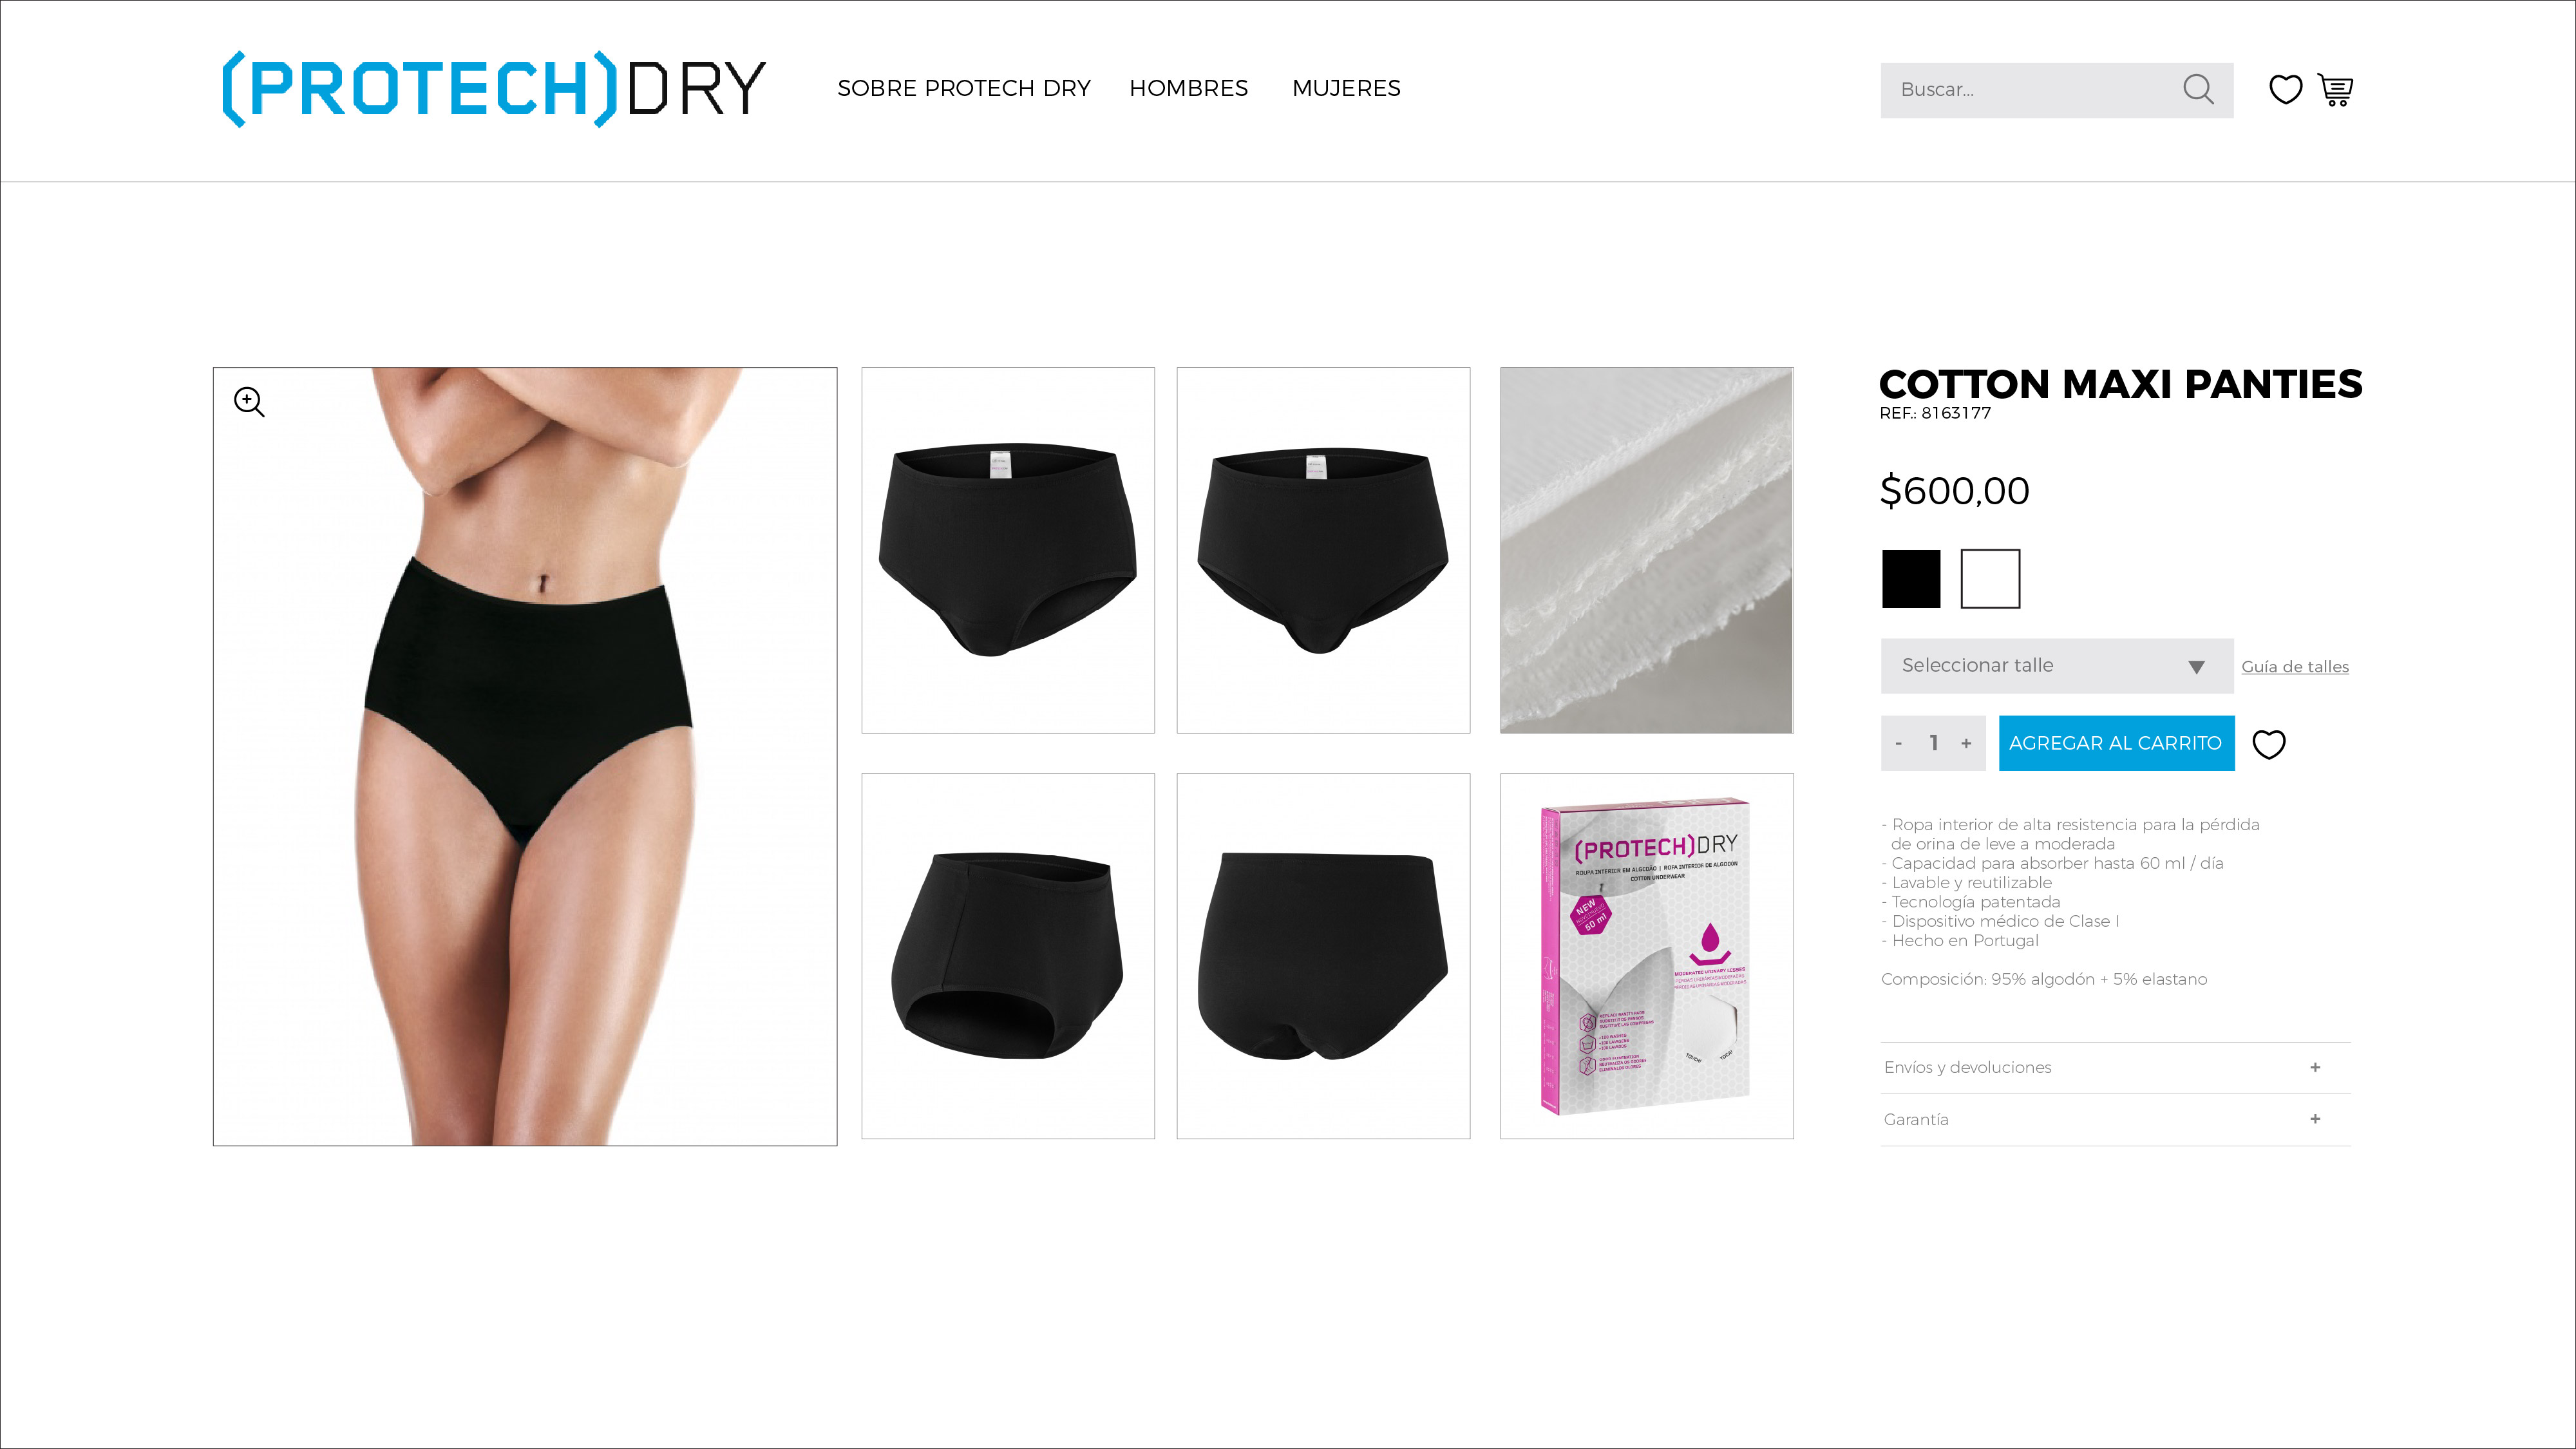 (PROTECH)DRY
SOBRE PROTECH DRY
HOMBRES
MUJERES
Buscar...
COTTON MAXI PANTIES
REF.: 8163177
$600,00
Seleccionar talle
Guía de talles
- 1 +
AGREGAR AL CARRITO
- Ropa interior de alta resistencia para la pérdida
de orina de leve a moderada
- Capacidad para absorber hasta 60 ml / día
- Lavable y reutilizable
- Tecnología patentada
- Dispositivo médico de Clase I
- Hecho en Portugal
Composición: 95% algodón + 5% elastano
Envíos y devoluciones +
Garantía +
(PROTECH)DRY
ROUPA INTERIOR EM ALGODÃO | ROPA INTERIOR DE ALGODÓN
COTTON UNDERWEAR
NEW
60 ml
MODERATED URINARY LOSSES